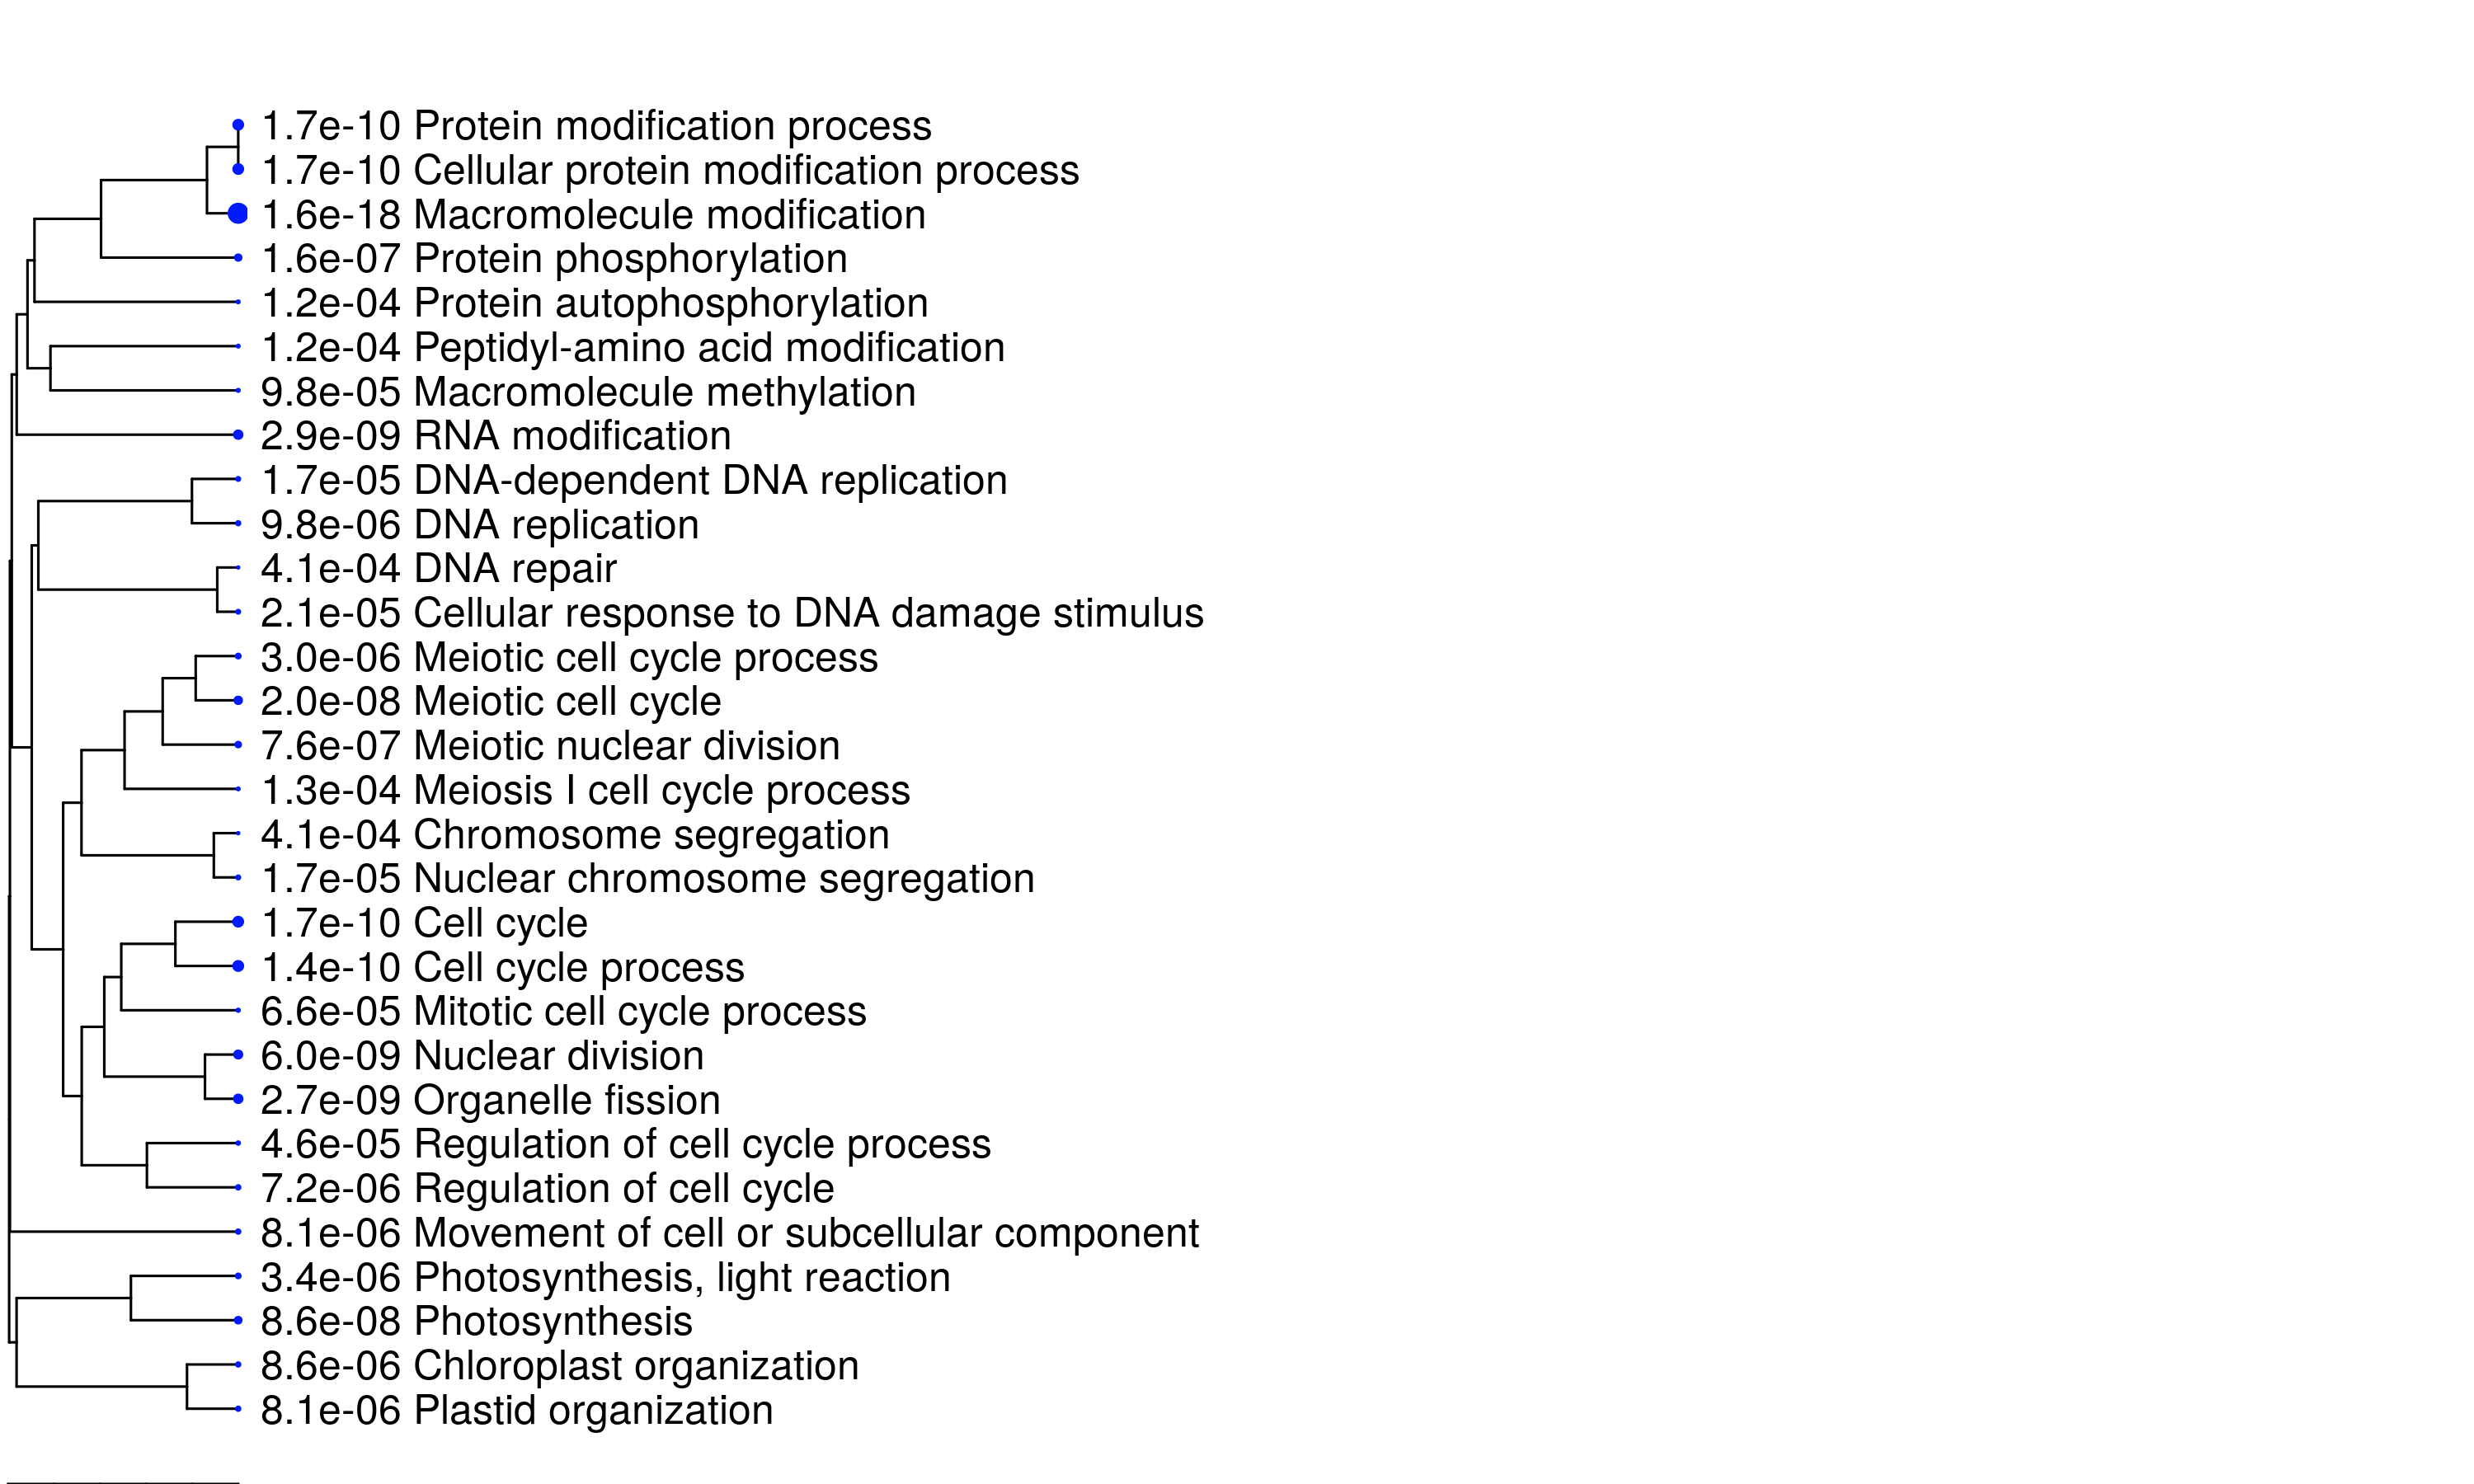 1.7e-10 Protein modification process
1.7e-10 Cellular protein modification process
1.6e-18 Macromolecule modification
1.6e-07 Protein phosphorylation
1.2e-04 Protein autophosphorylation
1.2e-04 Peptidyl-amino acid modification
9.8e-05 Macromolecule methylation
2.9e-09 RNA modification
1.7e-05 DNA-dependent DNA replication
9.8e-06 DNA replication
4.1e-04 DNA repair
2.1e-05 Cellular response to DNA damage stimulus
3.0e-06 Meiotic cell cycle process
2.0e-08 Meiotic cell cycle
7.6e-07 Meiotic nuclear division
1.3e-04 Meiosis I cell cycle process
4.1e-04 Chromosome segregation
1.7e-05 Nuclear chromosome segregation
1.7e-10 Cell cycle
1.4e-10 Cell cycle process
6.6e-05 Mitotic cell cycle process
6.0e-09 Nuclear division
2.7e-09 Organelle fission
4.6e-05 Regulation of cell cycle process
7.2e-06 Regulation of cell cycle
8.1e-06 Movement of cell or subcellular component
3.4e-06 Photosynthesis, light reaction
8.6e-08 Photosynthesis
8.6e-06 Chloroplast organization
8.1e-06 Plastid organization